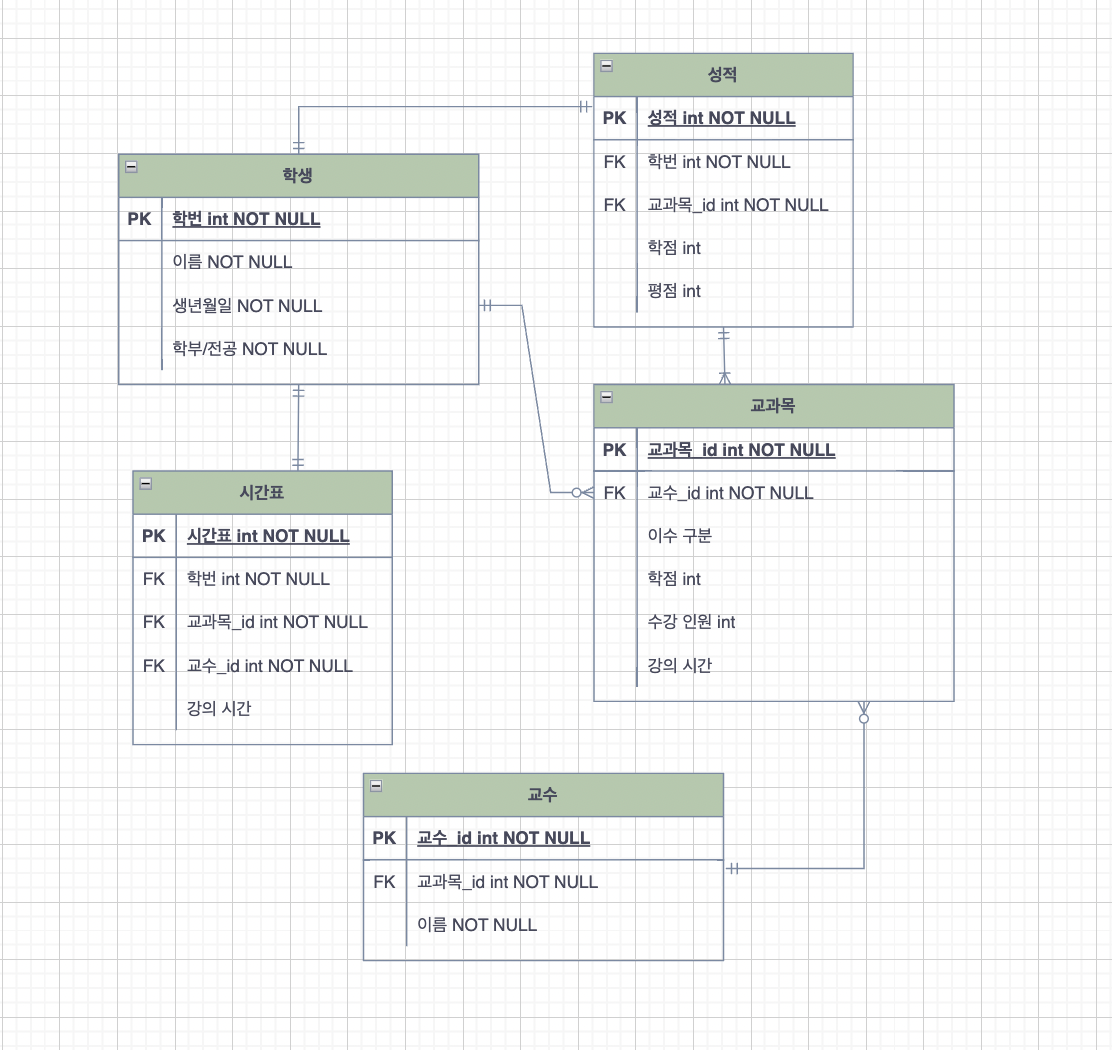 성적
PK 성적 int NOT NULL
FK 학번 int NOT NULL
FK 교과목_id int NOT NULL
학점 int
평점 int
학생
PK 학번 int NOT NULL
이름 NOT NULL
생년월일 NOT NULL
학부/전공 NOT NULL
교과목
PK 교과목_id int NOT NULL
FK 교수_id int NOT NULL
이수 구분
학점 int
수강 인원 int
강의 시간
시간표
PK 시간표 int NOT NULL
FK 학번 int NOT NULL
FK 교과목_id int NOT NULL
FK 교수_id int NOT NULL
강의 시간
교수
PK 교수_id int NOT NULL
FK 교과목_id int NOT NULL
이름 NOT NULL